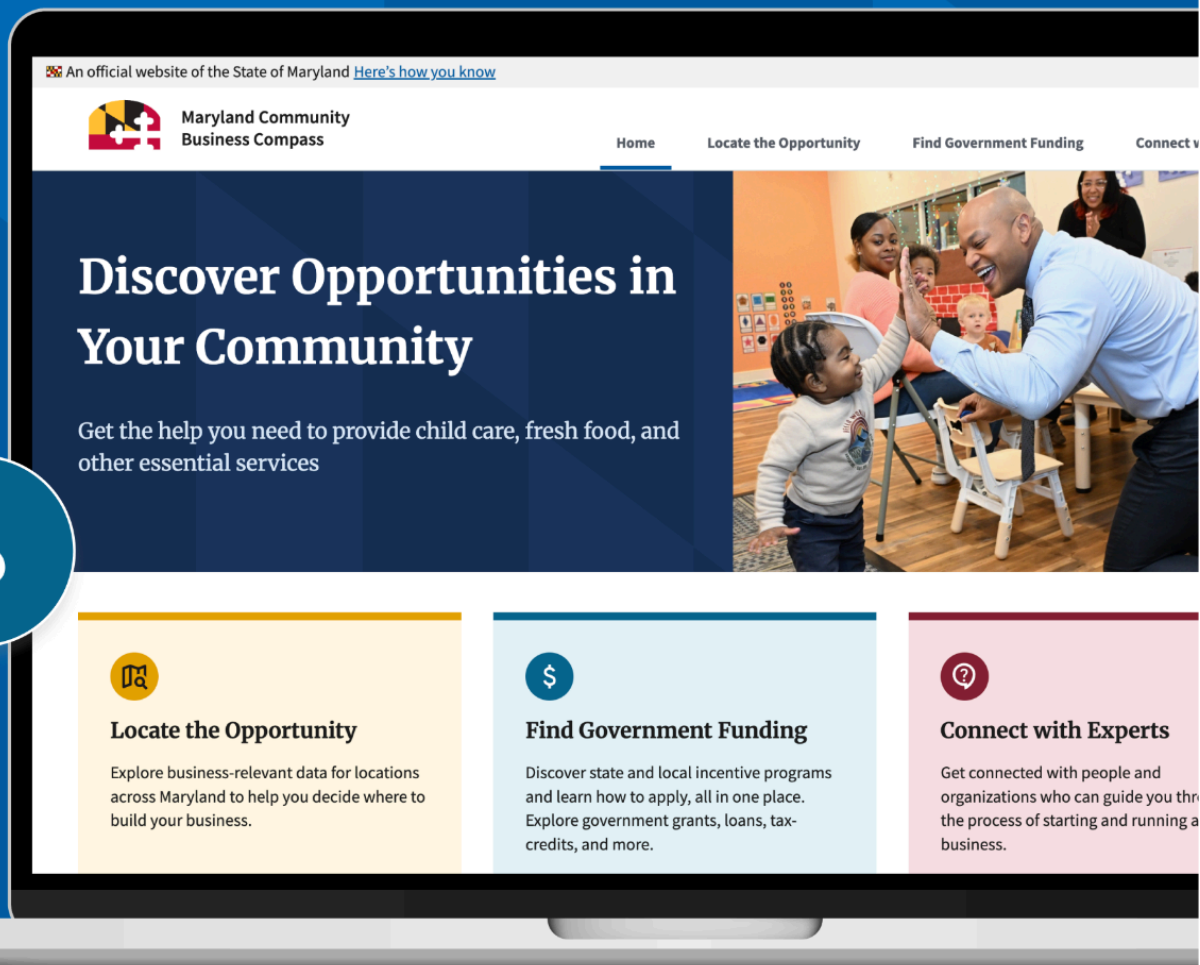 An official website of the State of Maryland Here's how you know
Maryland Community
Business Compass
Home Locate the Opportunity Find Government Funding Connect
Discover Opportunities in
Your Community
Get the help you need to provide child care, fresh food, and
other essential services
$
Locate the Opportunity
Explore business-relevant data for locations
across Maryland to help you decide where to
build your business.
Find Government Funding
Discover state and local incentive programs
and learn how to apply, all in one place.
Explore government grants, loans, tax-
credits, and more.
?
Connect with Experts
Get connected with people and
organizations who can guide you
the process of starting and running
business.